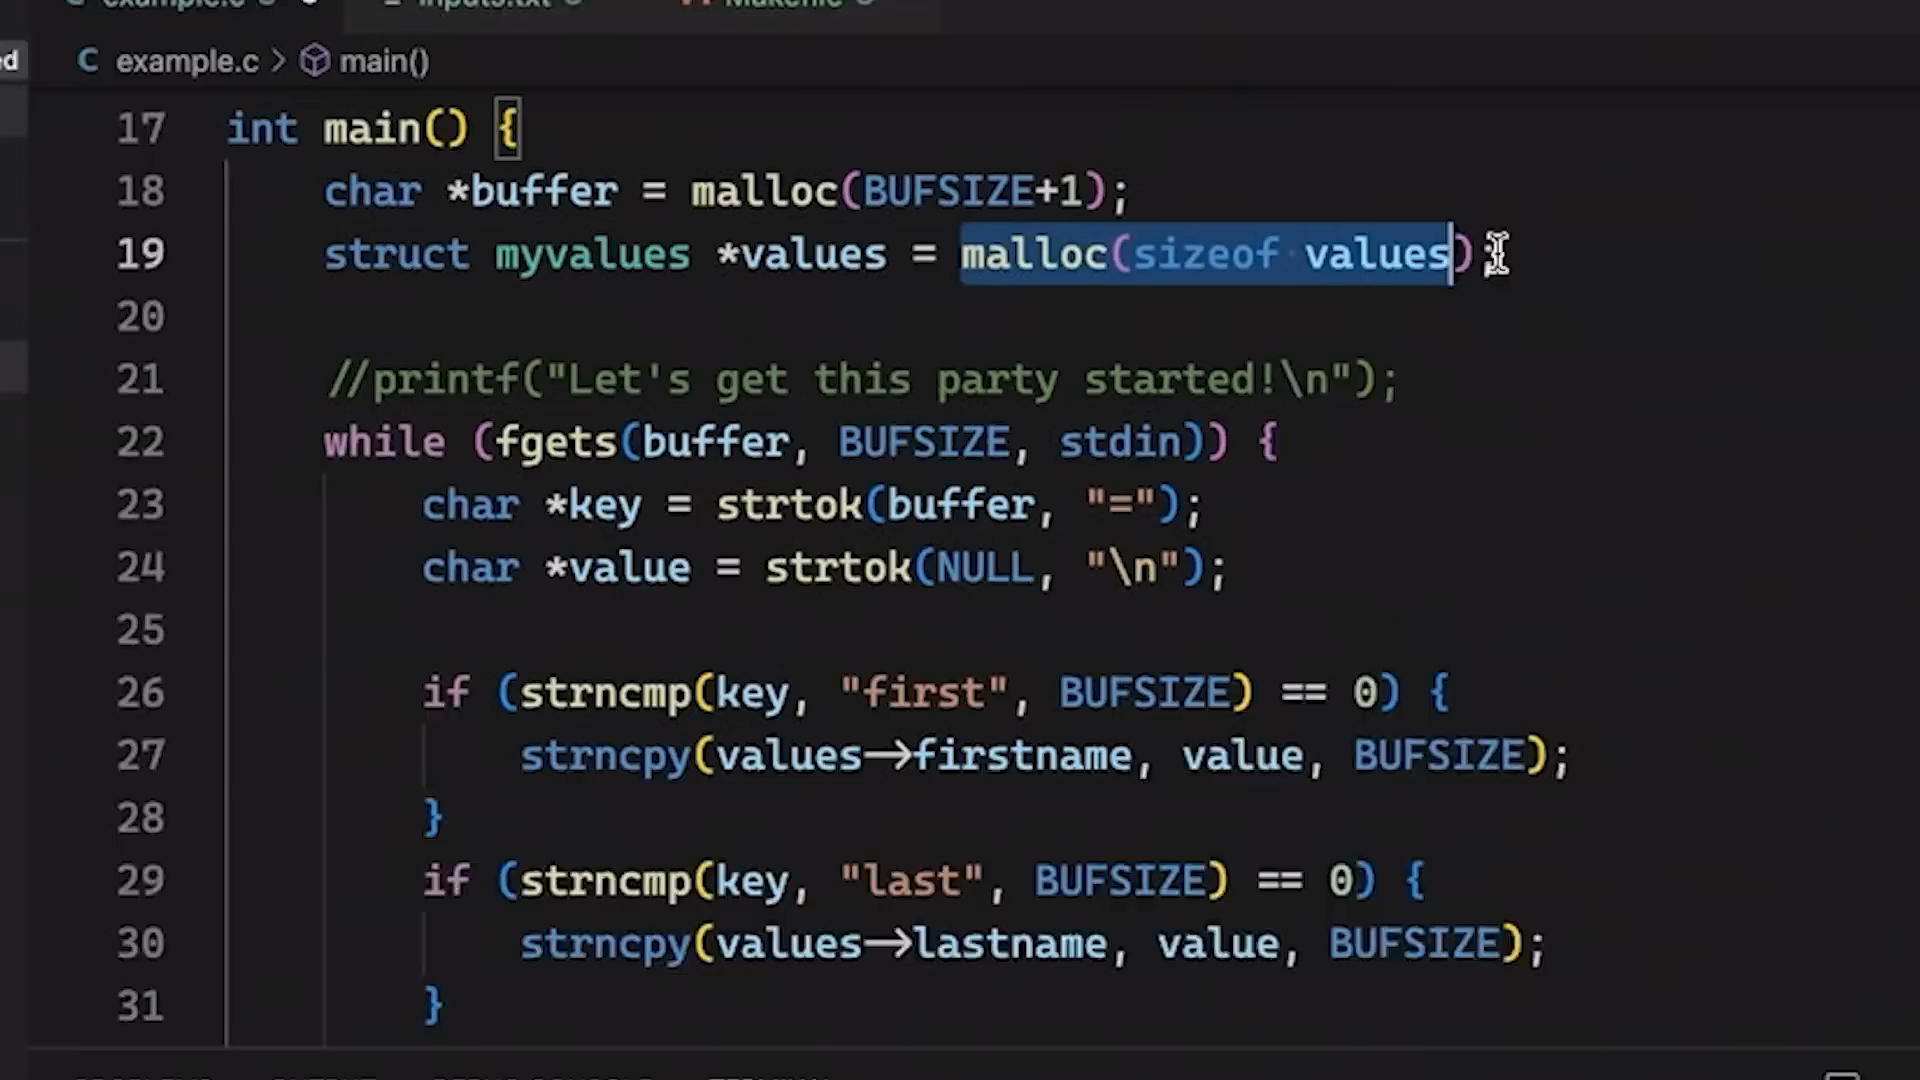 ed
example.c > main()
17 int main() {
18 char *buffer = malloc(BUFSIZE+1);
19 struct myvalues *values = malloc(sizeof values);
20
21 //printf("Let's get this party started!\n");
22 while (fgets(buffer, BUFSIZE, stdin)) {
23 char *key = strtok(buffer, "=");
24 char *value = strtok(NULL, "\n");
25
26 if (strncmp(key, "first", BUFSIZE) == 0) {
27 strncpy(values->firstname, value, BUFSIZE);
28 }
29 if (strncmp(key, "last", BUFSIZE) == 0) {
30 strncpy(values->lastname, value, BUFSIZE);
31 }